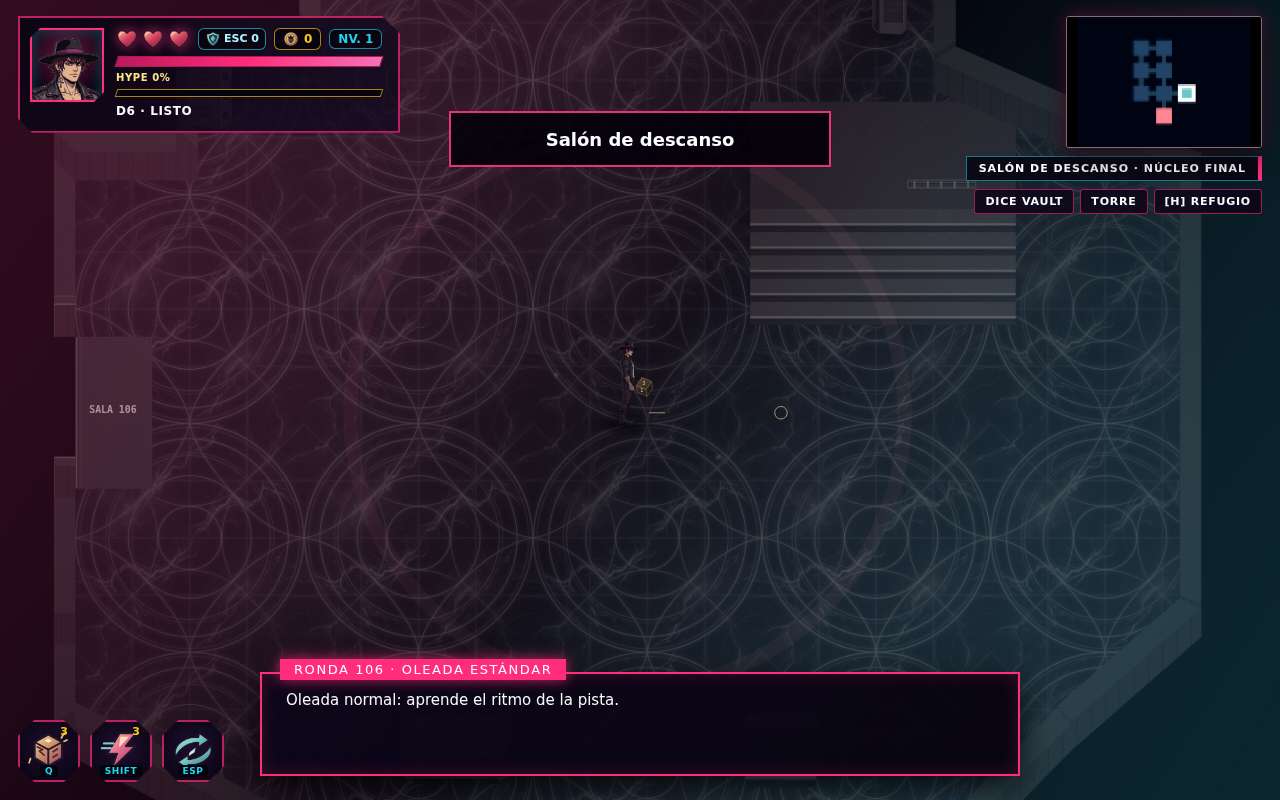 ESC 0
0
NV. 1
HYPE 0%
D6 · LISTO
Salón de descanso
SALÓN DE DESCANSO · NÚCLEO FINAL
DICE VAULT
TORRE
[H] REFUGIO
SALA 106
RONDA 106 · OLEADA ESTÁNDAR
Oleada normal: aprende el ritmo de la pista.
3
Q
3
SHIFT
ESP